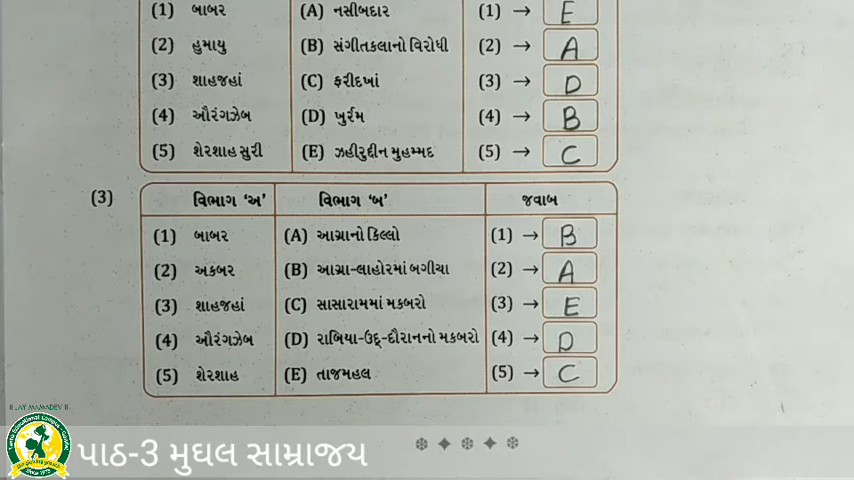 (1) બાબર (A) નસીબદાર (1) → E
(2) હુમાયુ (B) સંગીતકલાનો વિરોધી (2) → A
(3) શાહજહાં (C) ફરીદખાં (3) → D
(4) ઔરંગઝેબ (D) ખુર્રમ (4) → B
(5) શેરશાહ સુરી (E) ઝહીરુદ્દીન મુહમ્મદ (5) → C
(3) વિભાગ ‘અ’ વિભાગ ‘બ’ જવાબ
(1) બાબર (A) આગ્રાનો કિલ્લો (1) → B
(2) અકબર (B) આગ્રા-લાહોરમાં બગીચા (2) → A
(3) શાહજહાં (C) સાસારામમાં મકબરો (3) → E
(4) ઔરંગઝેબ (D) રાબિયા-ઉદ્-દૌરાનનો મકબરો (4) → D
(5) શેરશાહ (E) તાજમહલ (5) → C
|| JAY MAMADEV ||
પાઠ-3 મુઘલ સામ્રાજ્ય